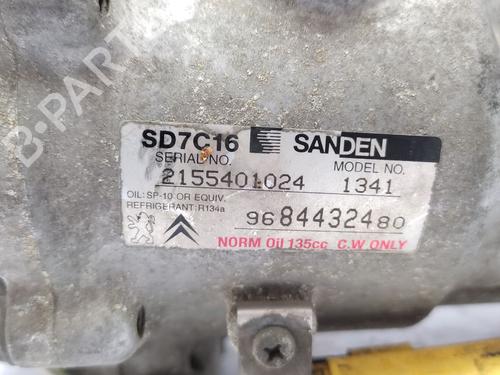 SD7C16 SANDEN
SERIAL NO. MODEL NO.
2155401024 1341
OIL: SP-10 OR EQUIV.
REFRIGERANT: R134a
9684432480
NORM Oil 135cc C.W ONLY
B-PARTS